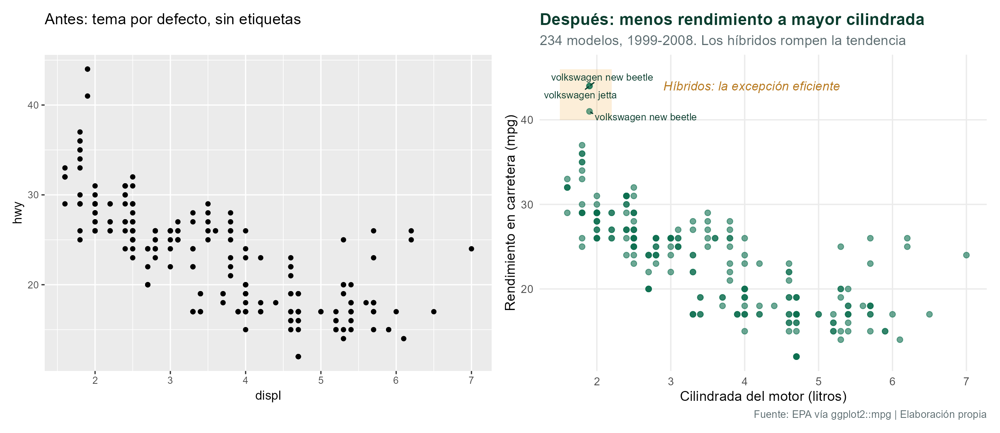 Antes: tema por defecto, sin etiquetas
hwy
40
30
20
2 3 4 5 6 7
displ
Después: menos rendimiento a mayor cilindrada
234 modelos, 1999-2008. Los híbridos rompen la tendencia
volkswagen new beetle
Híbridos: la excepción eficiente
volkswagen jetta
volkswagen new beetle
Rendimiento en carretera (mpg)
40
30
20
2 3 4 5 6 7
Cilindrada del motor (litros)
Fuente: EPA vía ggplot2::mpg | Elaboración propia